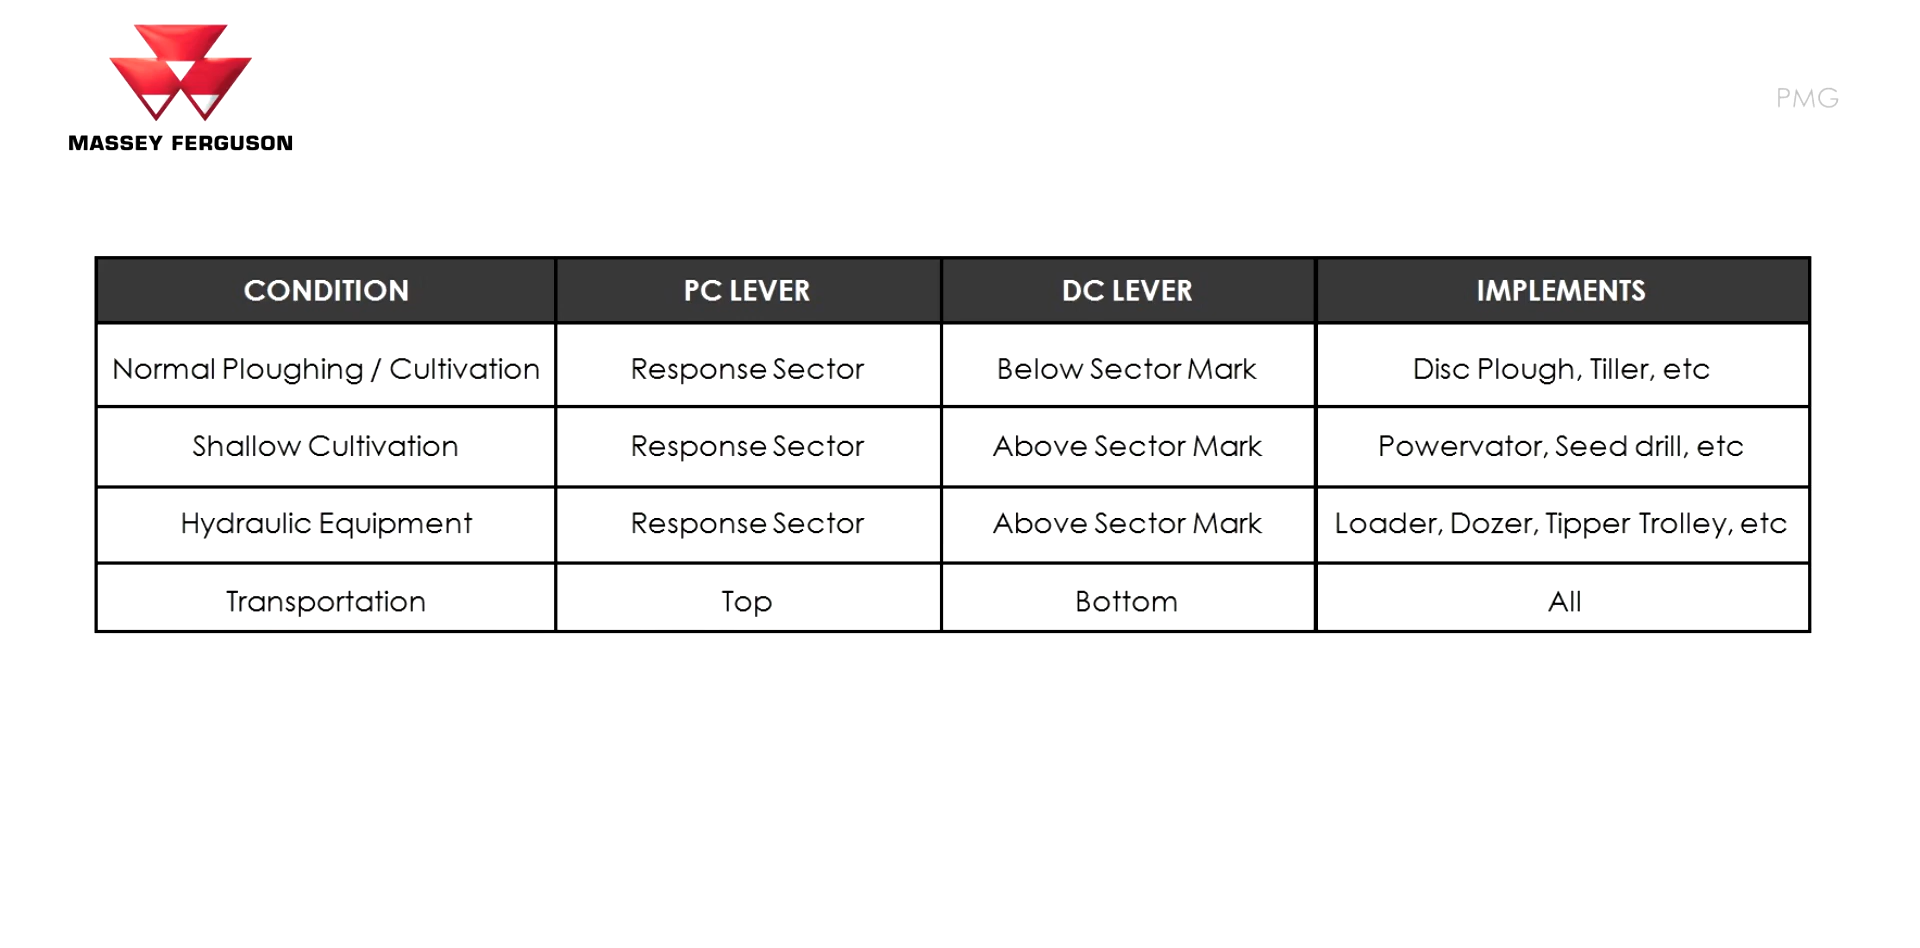 MASSEY FERGUSON
PMG
CONDITION PC LEVER DC LEVER IMPLEMENTS
Normal Ploughing / Cultivation Response Sector Below Sector Mark Disc Plough, Tiller, etc
Shallow Cultivation Response Sector Above Sector Mark Powervator, Seed drill, etc
Hydraulic Equipment Response Sector Above Sector Mark Loader, Dozer, Tipper Trolley, etc
Transportation Top Bottom All